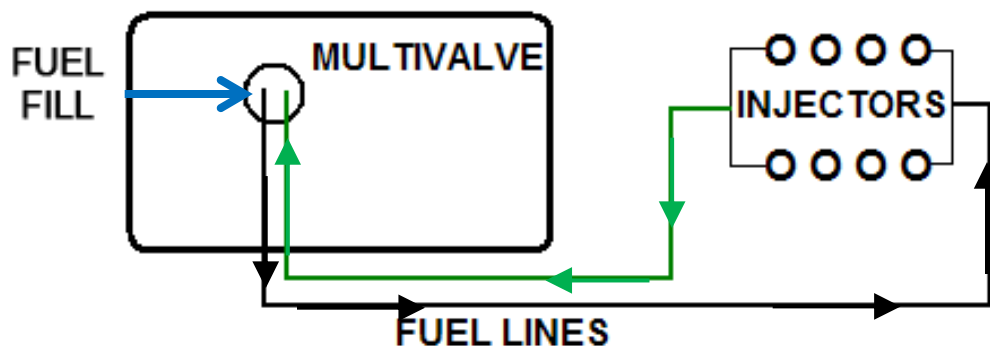 FUEL
FILL
MULTIVALVE
INJECTORS
FUEL LINES